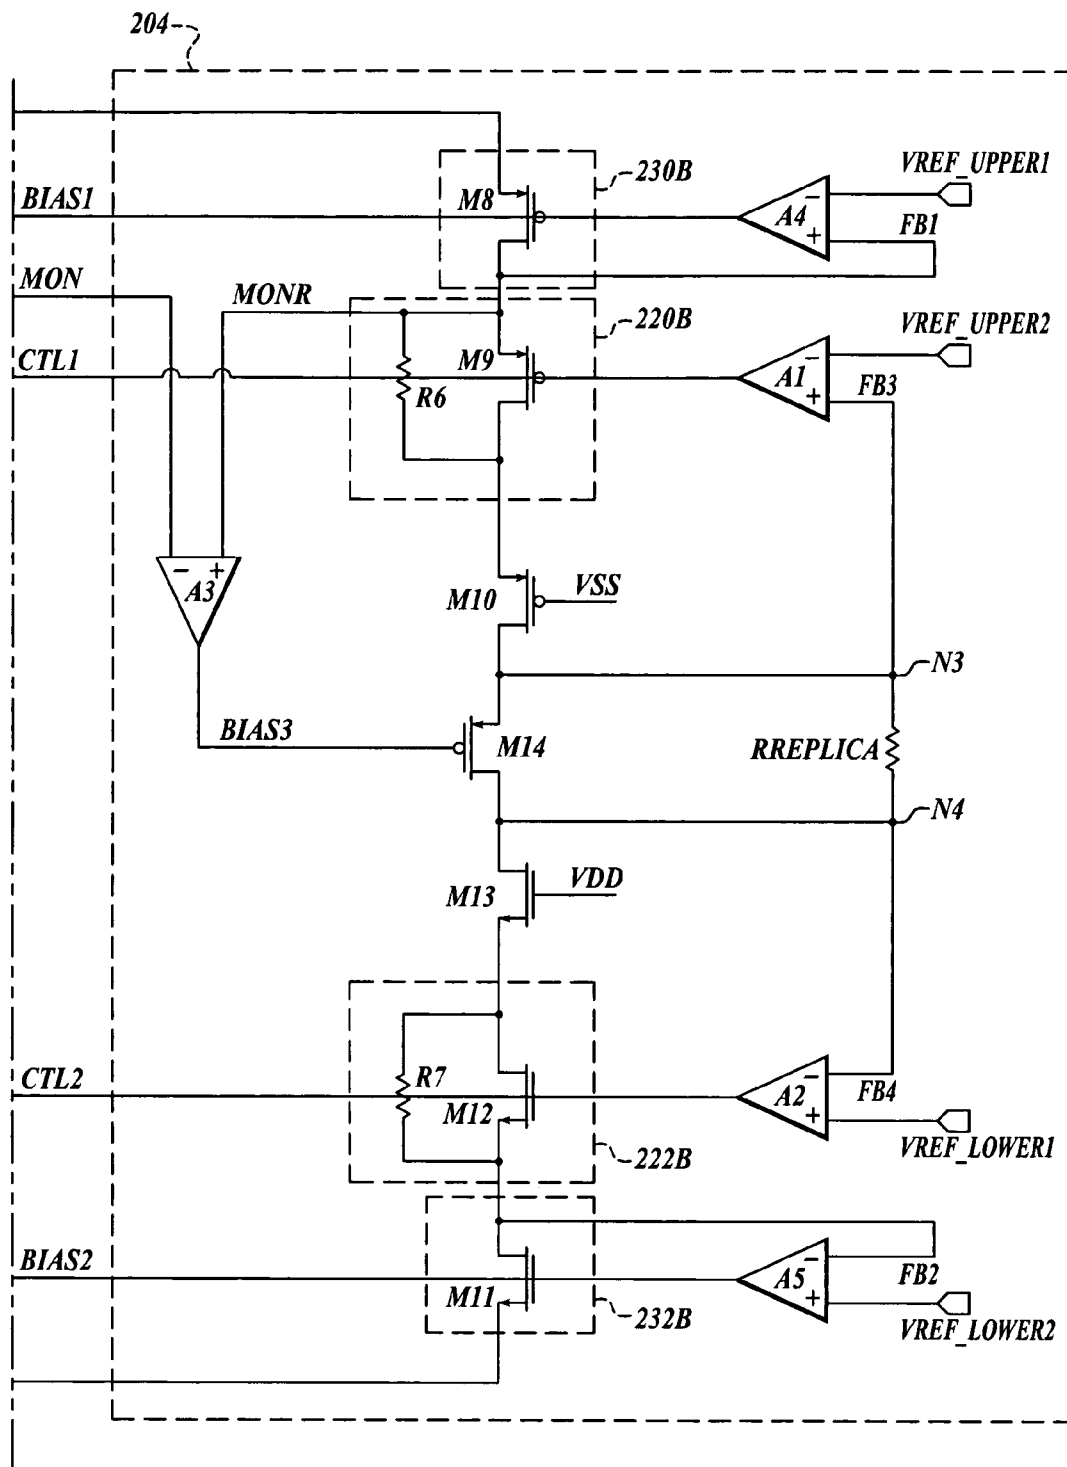 204
230B
VREF_UPPER1
BIAS1
M8
A4
-
+
FB1
MON
MONR
220B
VREF_UPPER2
CTL1
M9
R6
A1
-
+
FB3
- +
A3
M10
VSS
N3
BIAS3
M14
RREPLICA
N4
M13
VDD
CTL2
R7
M12
A2
-
+
FB4
222B
VREF_LOWER1
BIAS2
M11
A5
-
+
FB2
232B
VREF_LOWER2